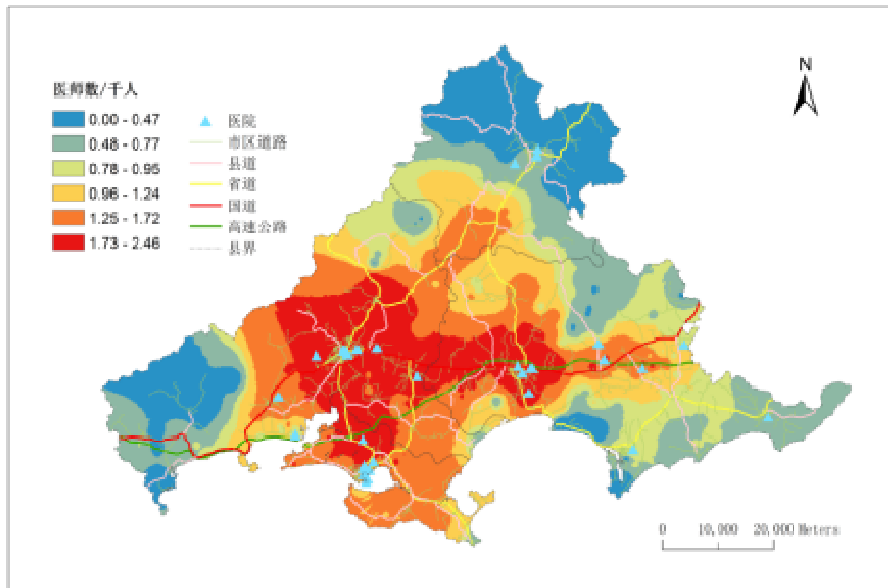 医师数/千人
0.00 - 0.47
0.48 - 0.77
0.78 - 0.95
0.96 - 1.24
1.25 - 1.72
1.73 - 2.46
医院
市区道路
县道
省道
国道
高速公路
县界
N
0 10,000 20,000 Meters